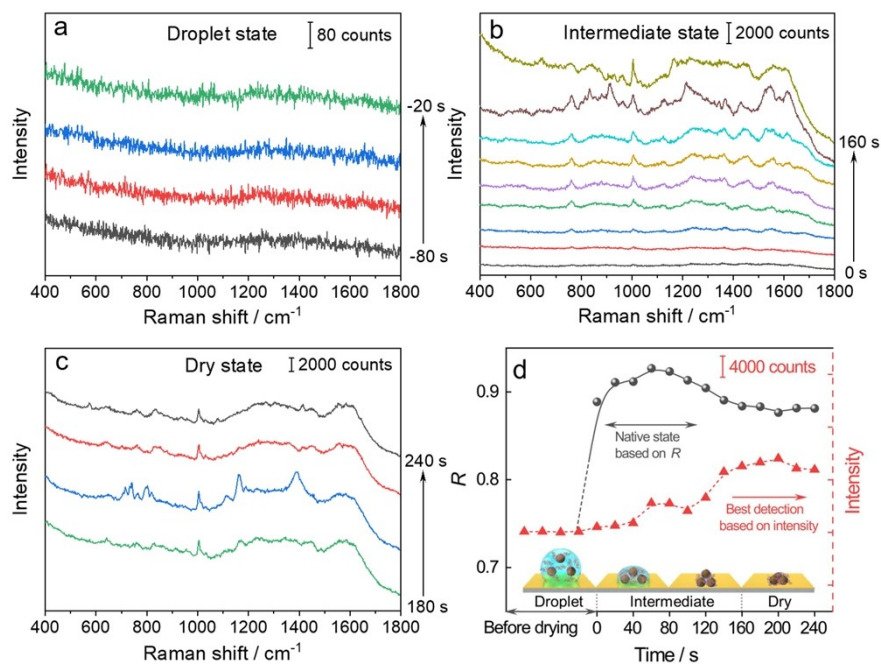 a
Droplet state
80 counts
-20 s
-80 s
Intensity
400 600 800 1000 1200 1400 1600 1800
Raman shift / cm-1
b
Intermediate state
2000 counts
160 s
0 s
Intensity
400 600 800 1000 1200 1400 1600 1800
Raman shift / cm-1
c
Dry state
2000 counts
240 s
180 s
Intensity
400 600 800 1000 1200 1400 1600 1800
Raman shift / cm-1
d
4000 counts
0.9
0.8
0.7
R
Intensity
Native state
based on R
Best detection
based on intensity
Droplet
Intermediate
Dry
Before drying
0 40 80 120 160 200 240
Time / s